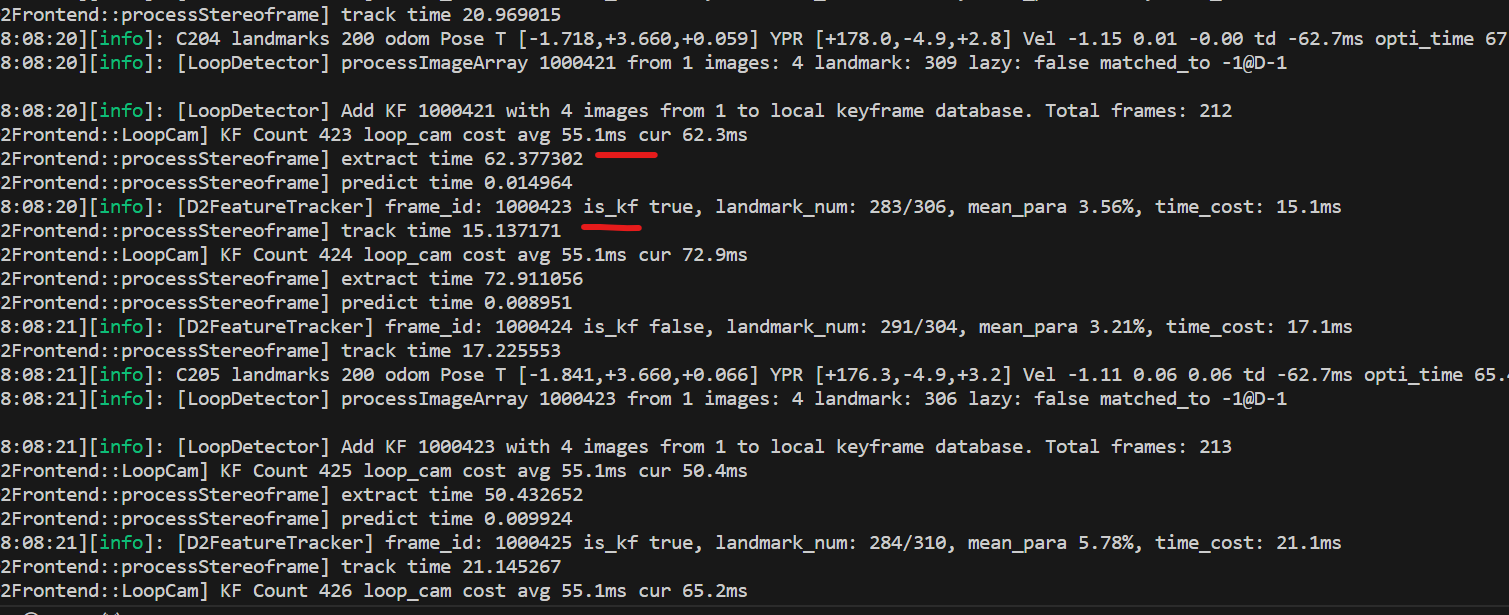 2Frontend::processStereoframe] track time 20.969015
8:08:20][info]: C204 landmarks 200 odom Pose T [-1.718,+3.660,+0.059] YPR [+178.0,-4.9,+2.8] Vel -1.15 0.01 -0.00 td -62.7ms opti_time 67
8:08:20][info]: [LoopDetector] processImageArray 1000421 from 1 images: 4 landmark: 309 lazy: false matched_to -1@D-1
8:08:20][info]: [LoopDetector] Add KF 1000421 with 4 images from 1 to local keyframe database. Total frames: 212
2Frontend::LoopCam] KF Count 423 loop_cam cost avg 55.1ms cur 62.3ms
2Frontend::processStereoframe] extract time 62.377302
2Frontend::processStereoframe] predict time 0.014964
8:08:20][info]: [D2FeatureTracker] frame_id: 1000423 is_kf true, landmark_num: 283/306, mean_para 3.56%, time_cost: 15.1ms
2Frontend::processStereoframe] track time 15.137171
2Frontend::LoopCam] KF Count 424 loop_cam cost avg 55.1ms cur 72.9ms
2Frontend::processStereoframe] extract time 72.911056
2Frontend::processStereoframe] predict time 0.008951
8:08:21][info]: [D2FeatureTracker] frame_id: 1000424 is_kf false, landmark_num: 291/304, mean_para 3.21%, time_cost: 17.1ms
2Frontend::processStereoframe] track time 17.225553
8:08:21][info]: C205 landmarks 200 odom Pose T [-1.841,+3.660,+0.066] YPR [+176.3,-4.9,+3.2] Vel -1.11 0.06 0.06 td -62.7ms opti_time 65.
8:08:21][info]: [LoopDetector] processImageArray 1000423 from 1 images: 4 landmark: 306 lazy: false matched_to -1@D-1
8:08:21][info]: [LoopDetector] Add KF 1000423 with 4 images from 1 to local keyframe database. Total frames: 213
2Frontend::LoopCam] KF Count 425 loop_cam cost avg 55.1ms cur 50.4ms
2Frontend::processStereoframe] extract time 50.432652
2Frontend::processStereoframe] predict time 0.009924
8:08:21][info]: [D2FeatureTracker] frame_id: 1000425 is_kf true, landmark_num: 284/310, mean_para 5.78%, time_cost: 21.1ms
2Frontend::processStereoframe] track time 21.145267
2Frontend::LoopCam] KF Count 426 loop_cam cost avg 55.1ms cur 65.2ms